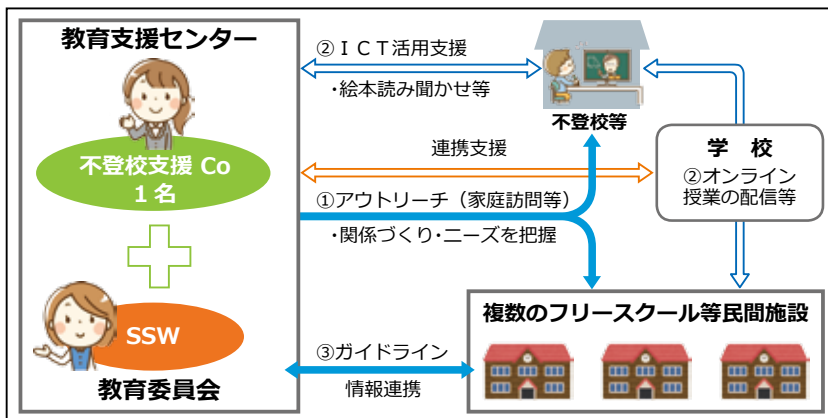 教育支援センター
不登校支援 Co
１名
SSW
教育委員会
②ＩＣＴ活用支援
・絵本読み聞かせ等
不登校等
連携支援
学　校
②オンライン
授業の配信等
①アウトリーチ（家庭訪問等）
・関係づくり・ニーズを把握
複数のフリースクール等民間施設
③ガイドライン
情報連携